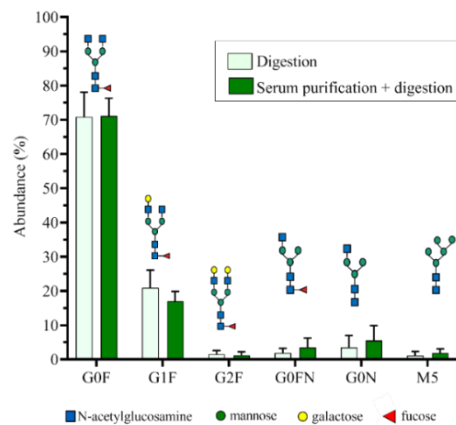 100
90
80
70
60
50
40
30
20
10
0
Abundance (%)
Digestion
Serum purification + digestion
G0F G1F G2F G0FN G0N M5
N-acetylglucosamine mannose galactose fucose